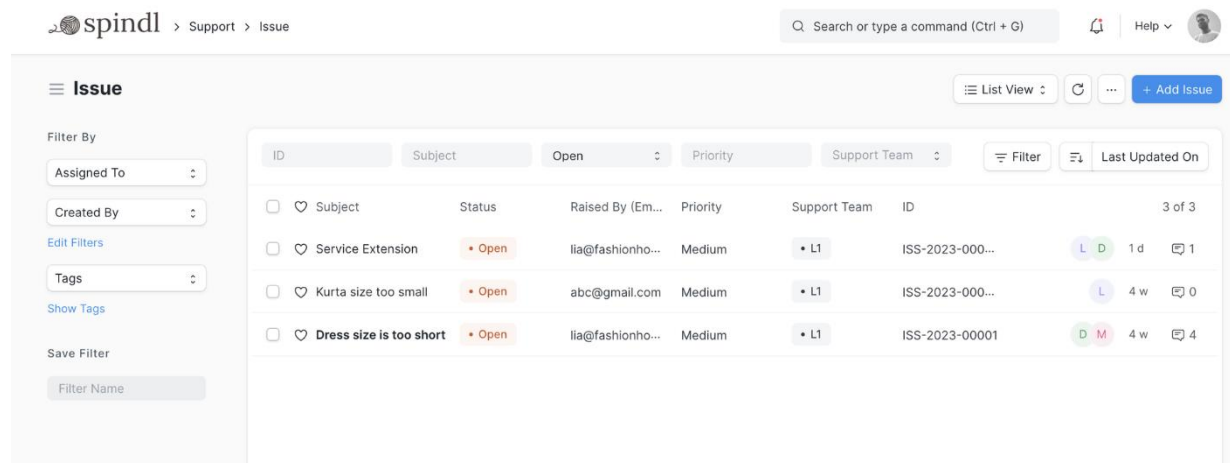 spindl > Support > Issue Search or type a command (Ctrl + G) Help
Issue List View ... + Add Issue
Filter By
Assigned To
Created By
Edit Filters
Tags
Show Tags
Save Filter
Filter Name
ID Subject Open Priority Support Team Filter Last Updated On
Subject Status Raised By (Em... Priority Support Team ID 3 of 3
Service Extension • Open lia@fashionho... Medium • L1 ISS-2023-000... L D 1 d 1
Kurta size too small • Open abc@gmail.com Medium • L1 ISS-2023-000... L 4 w 0
Dress size is too short • Open lia@fashionho... Medium • L1 ISS-2023-00001 D M 4 w 4